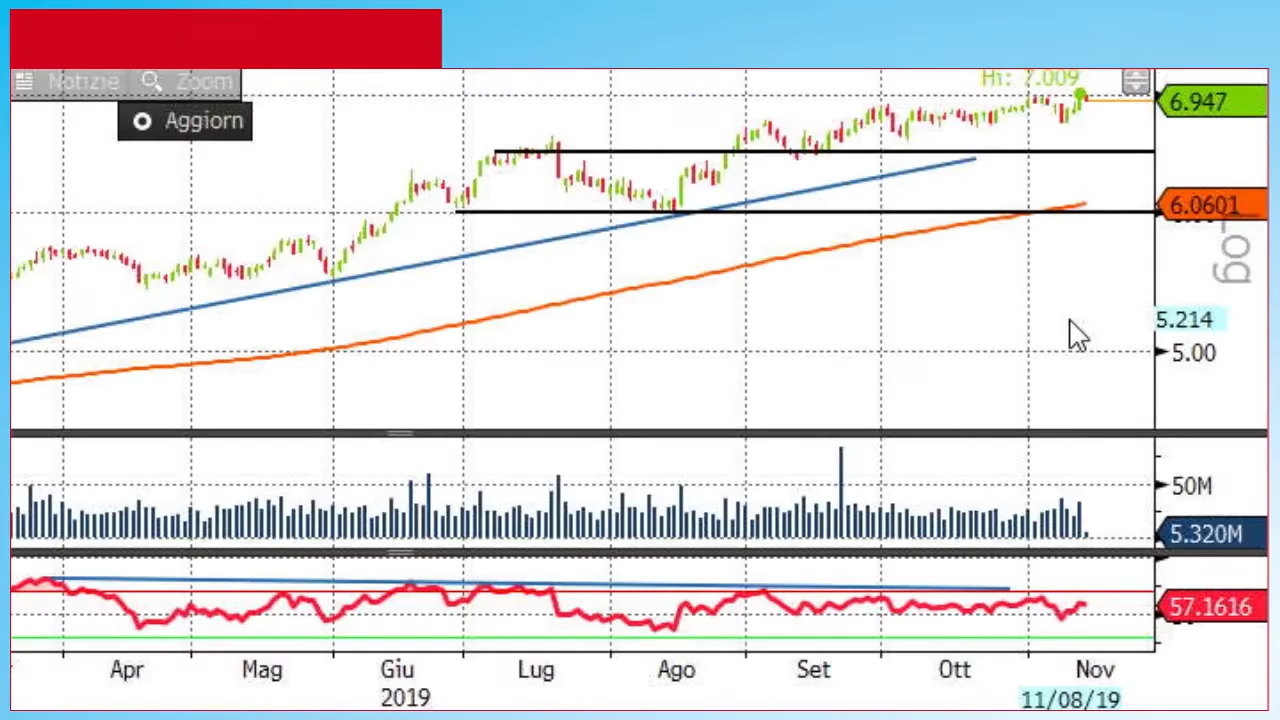 Notizie Zoom
Hi: 7.009
6.947
Aggiorn
6.0601
Log
5.214
5.00
50M
5.320M
57.1616
Apr Mag Giu Lug Ago Set Ott Nov
2019
11/08/19